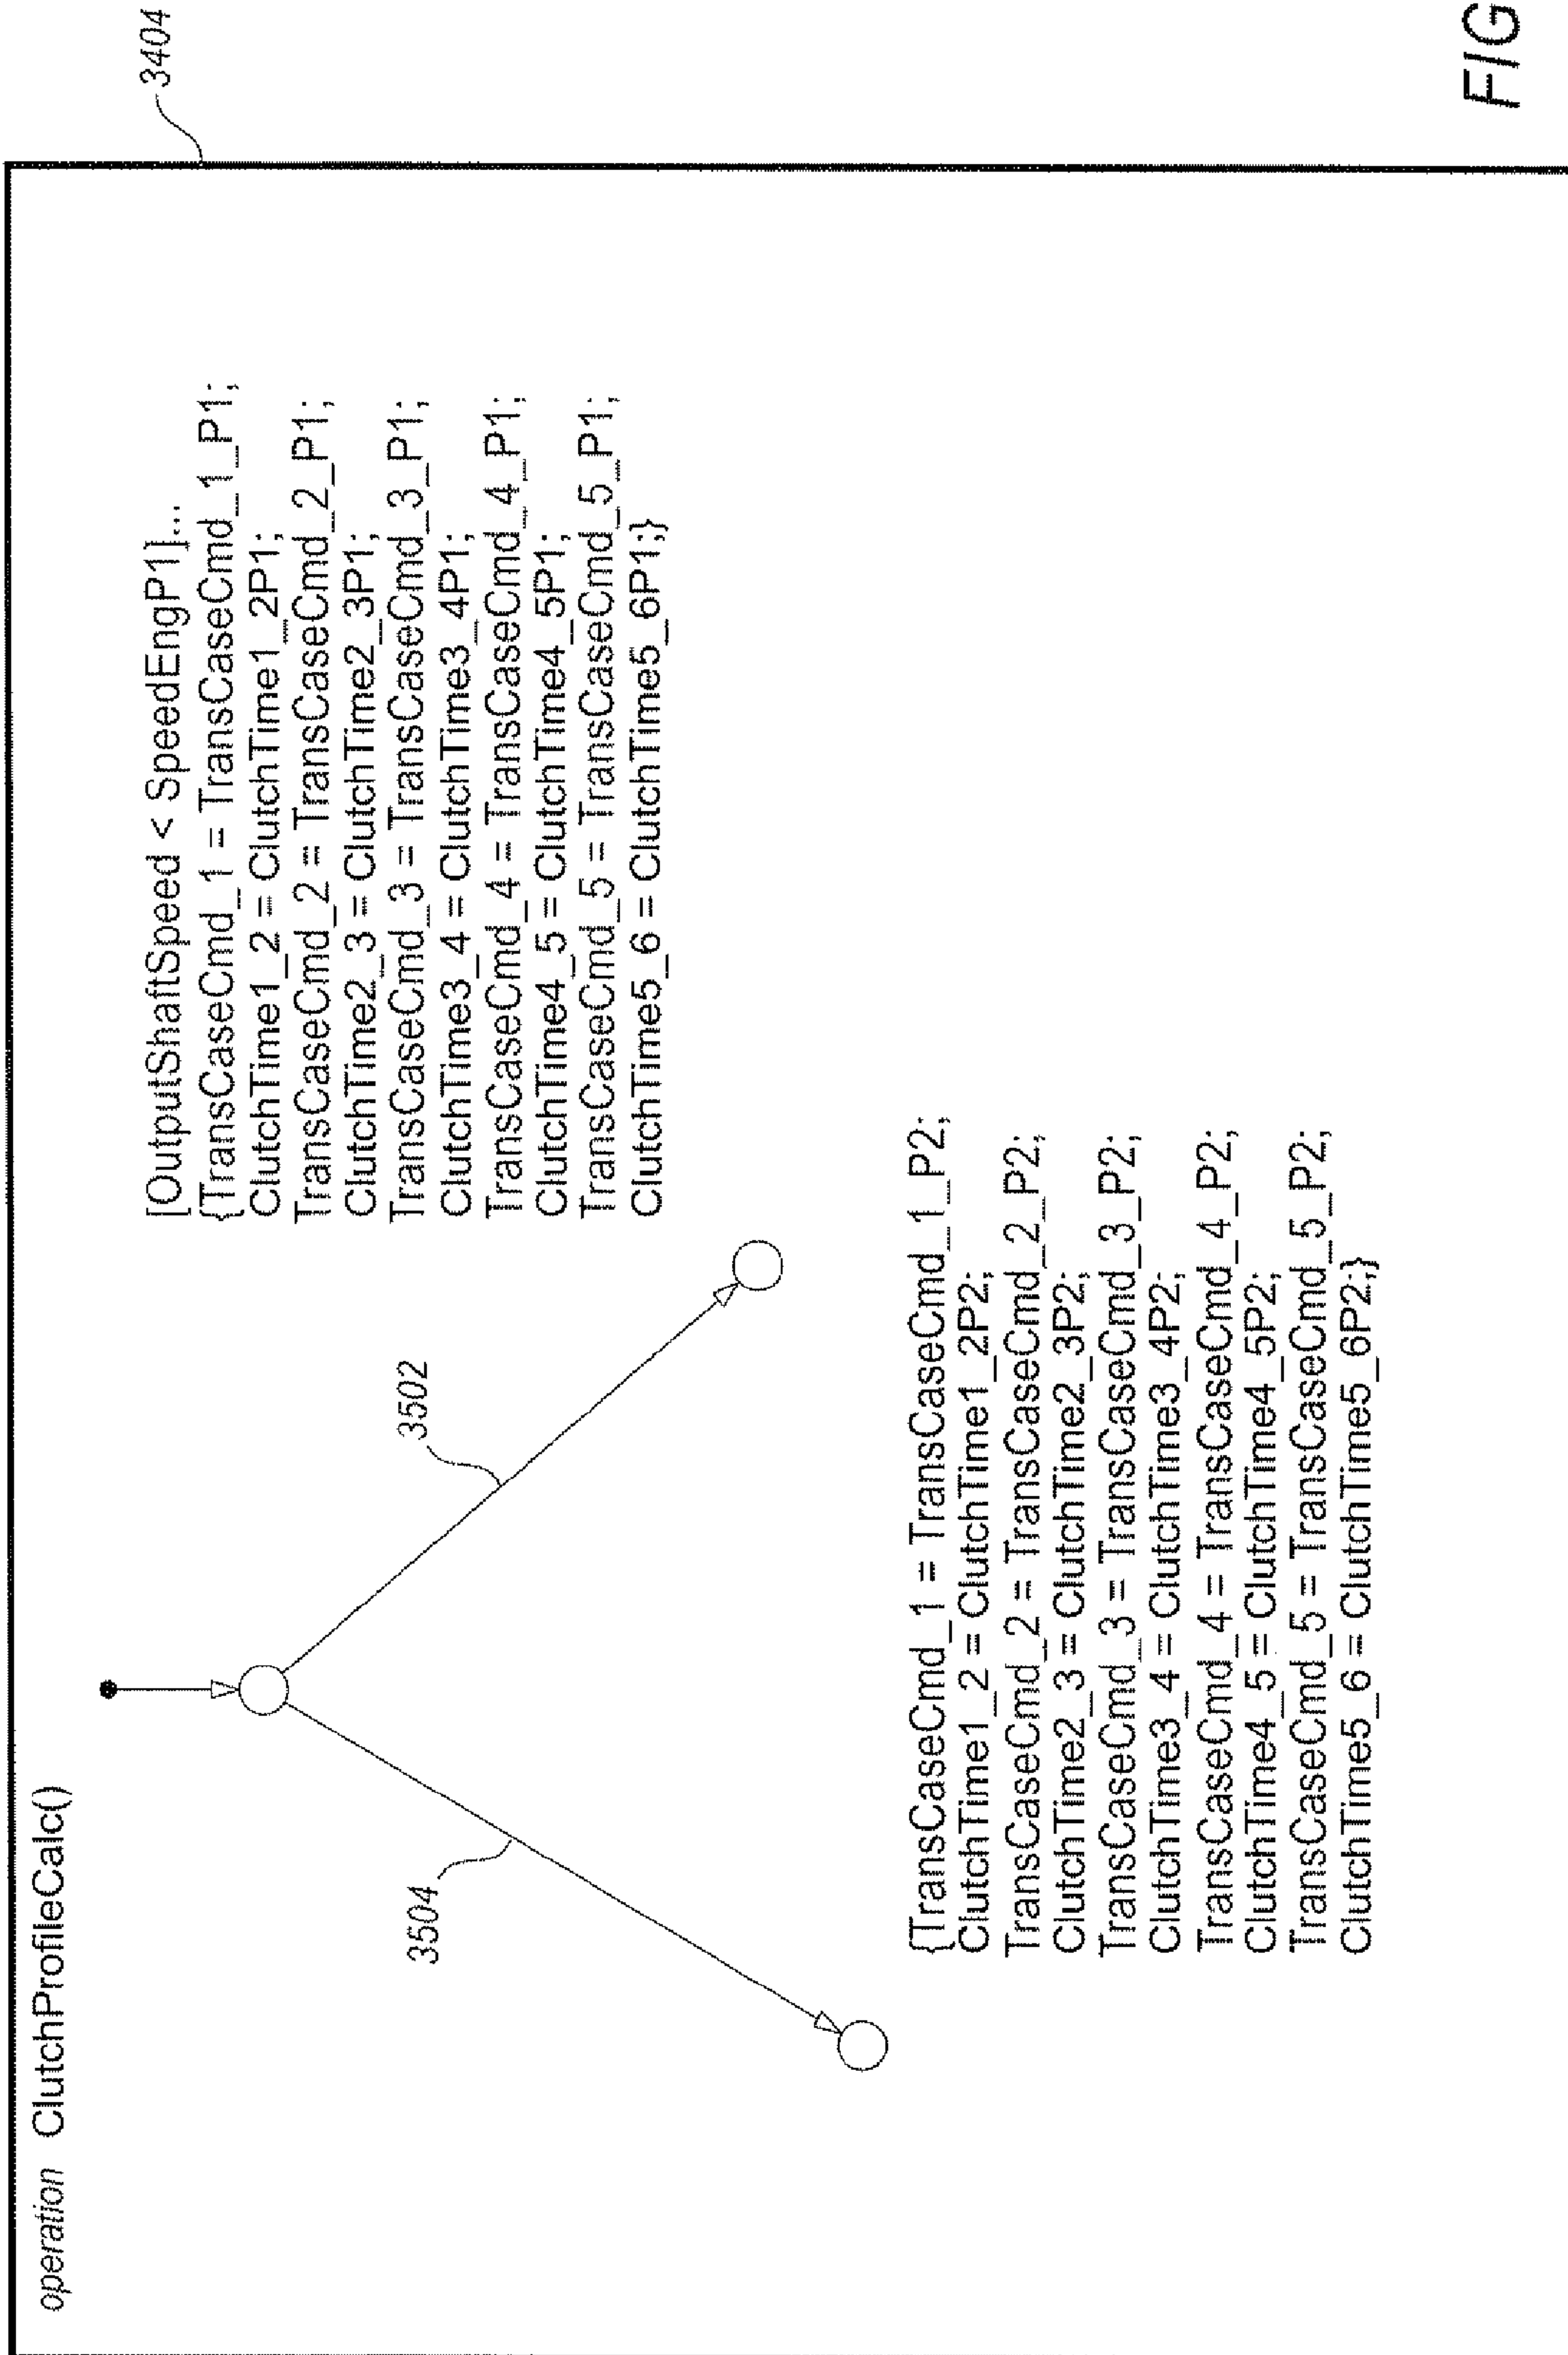 operation ClutchProfileCalc()
3404
3504
3502
[OutputShaftSpeed < SpeedEngP1]...
{TransCaseCmd_1 = TransCaseCmd_1_P1;
ClutchTime1_2 = ClutchTime1_2P1;
TransCaseCmd_2 = TransCaseCmd_2_P1;
ClutchTime2_3 = ClutchTime2_3P1;
TransCaseCmd_3 = TransCaseCmd_3_P1;
ClutchTime3_4 = ClutchTime3_4P1;
TransCaseCmd_4 = TransCaseCmd_4_P1;
ClutchTime4_5 = ClutchTime4_5P1;
TransCaseCmd_5 = TransCaseCmd_5_P1;
ClutchTime5_6 = ClutchTime5_6P1;}
{TransCaseCmd_1 = TransCaseCmd_1_P2;
ClutchTime1_2 = ClutchTime1_2P2;
TransCaseCmd_2 = TransCaseCmd_2_P2;
ClutchTime2_3 = ClutchTime2_3P2;
TransCaseCmd_3 = TransCaseCmd_3_P2;
ClutchTime3_4 = ClutchTime3_4P2;
TransCaseCmd_4 = TransCaseCmd_4_P2;
ClutchTime4_5 = ClutchTime4_5P2;
TransCaseCmd_5 = TransCaseCmd_5_P2;
ClutchTime5_6 = ClutchTime5_6P2;}
FIG